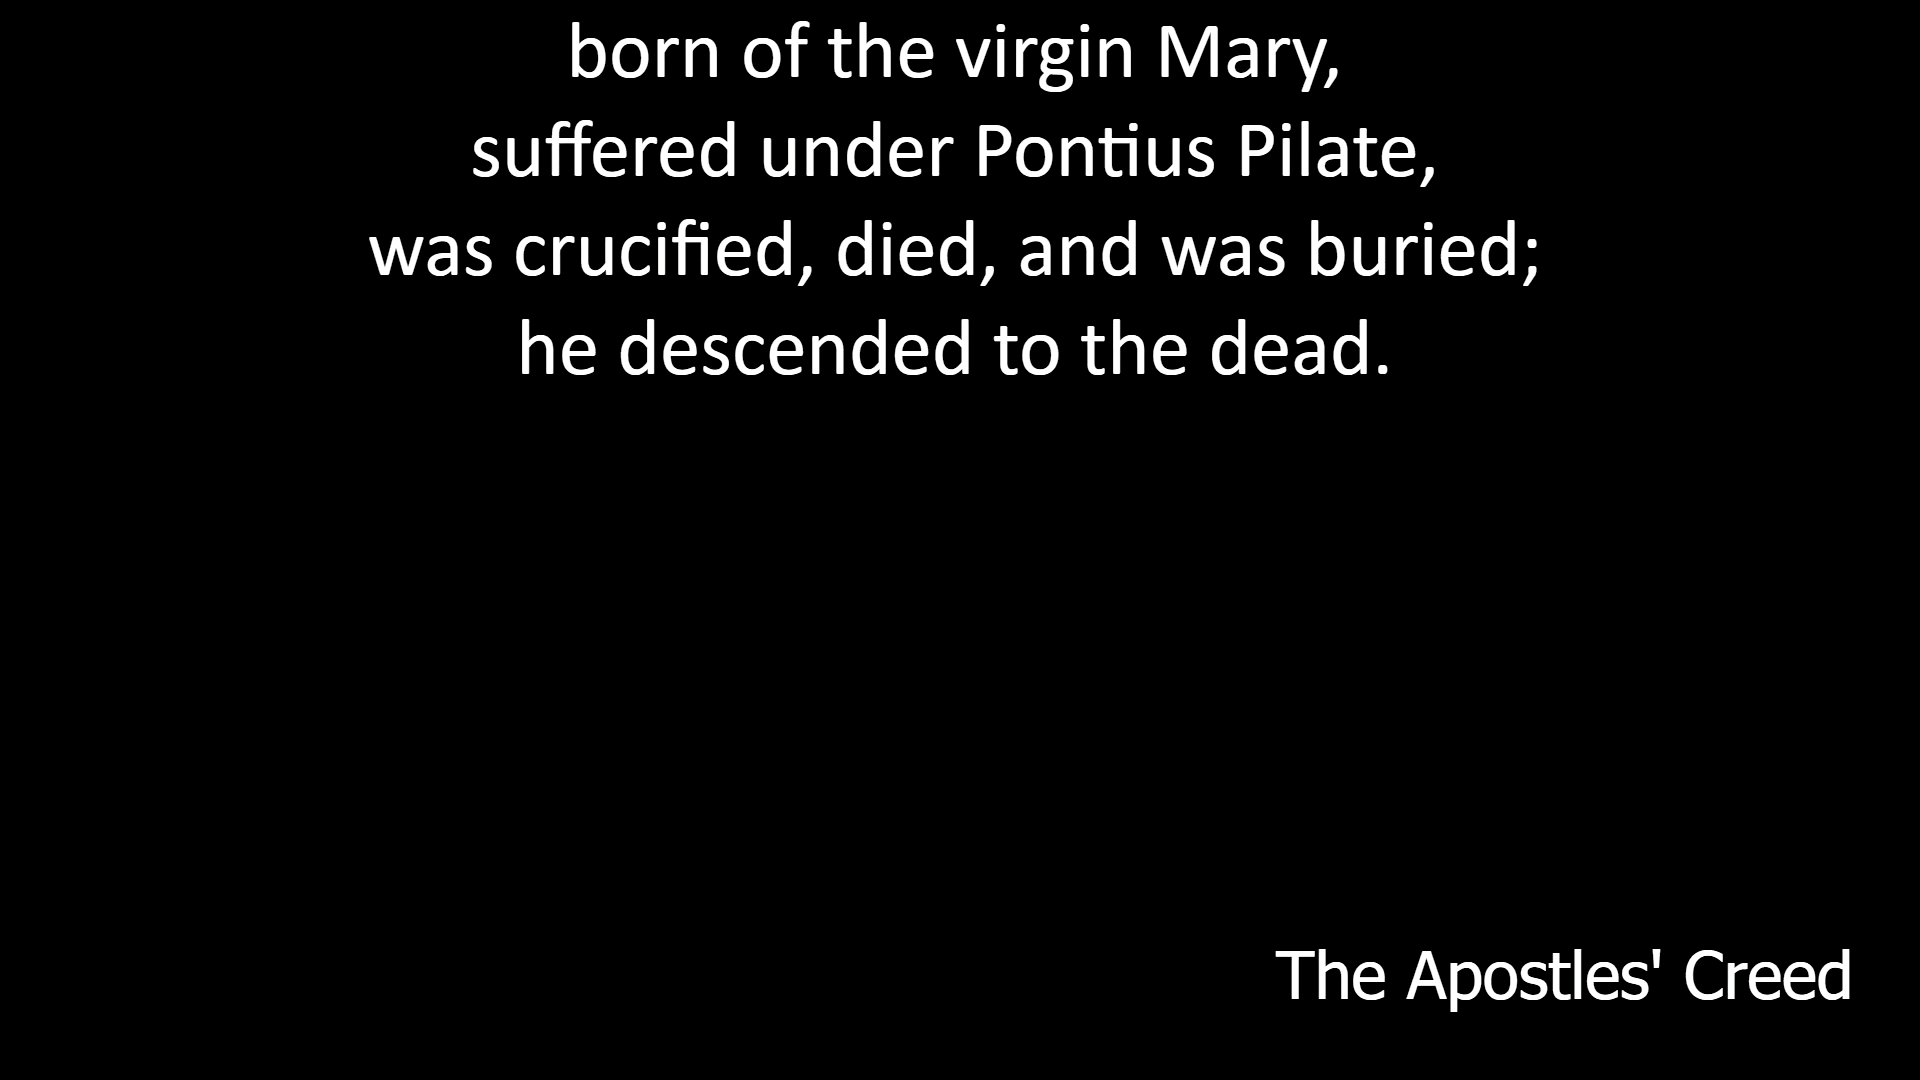 born of the virgin Mary,
suffered under Pontius Pilate,
was crucified, died, and was buried;
he descended to the dead.
The Apostles' Creed